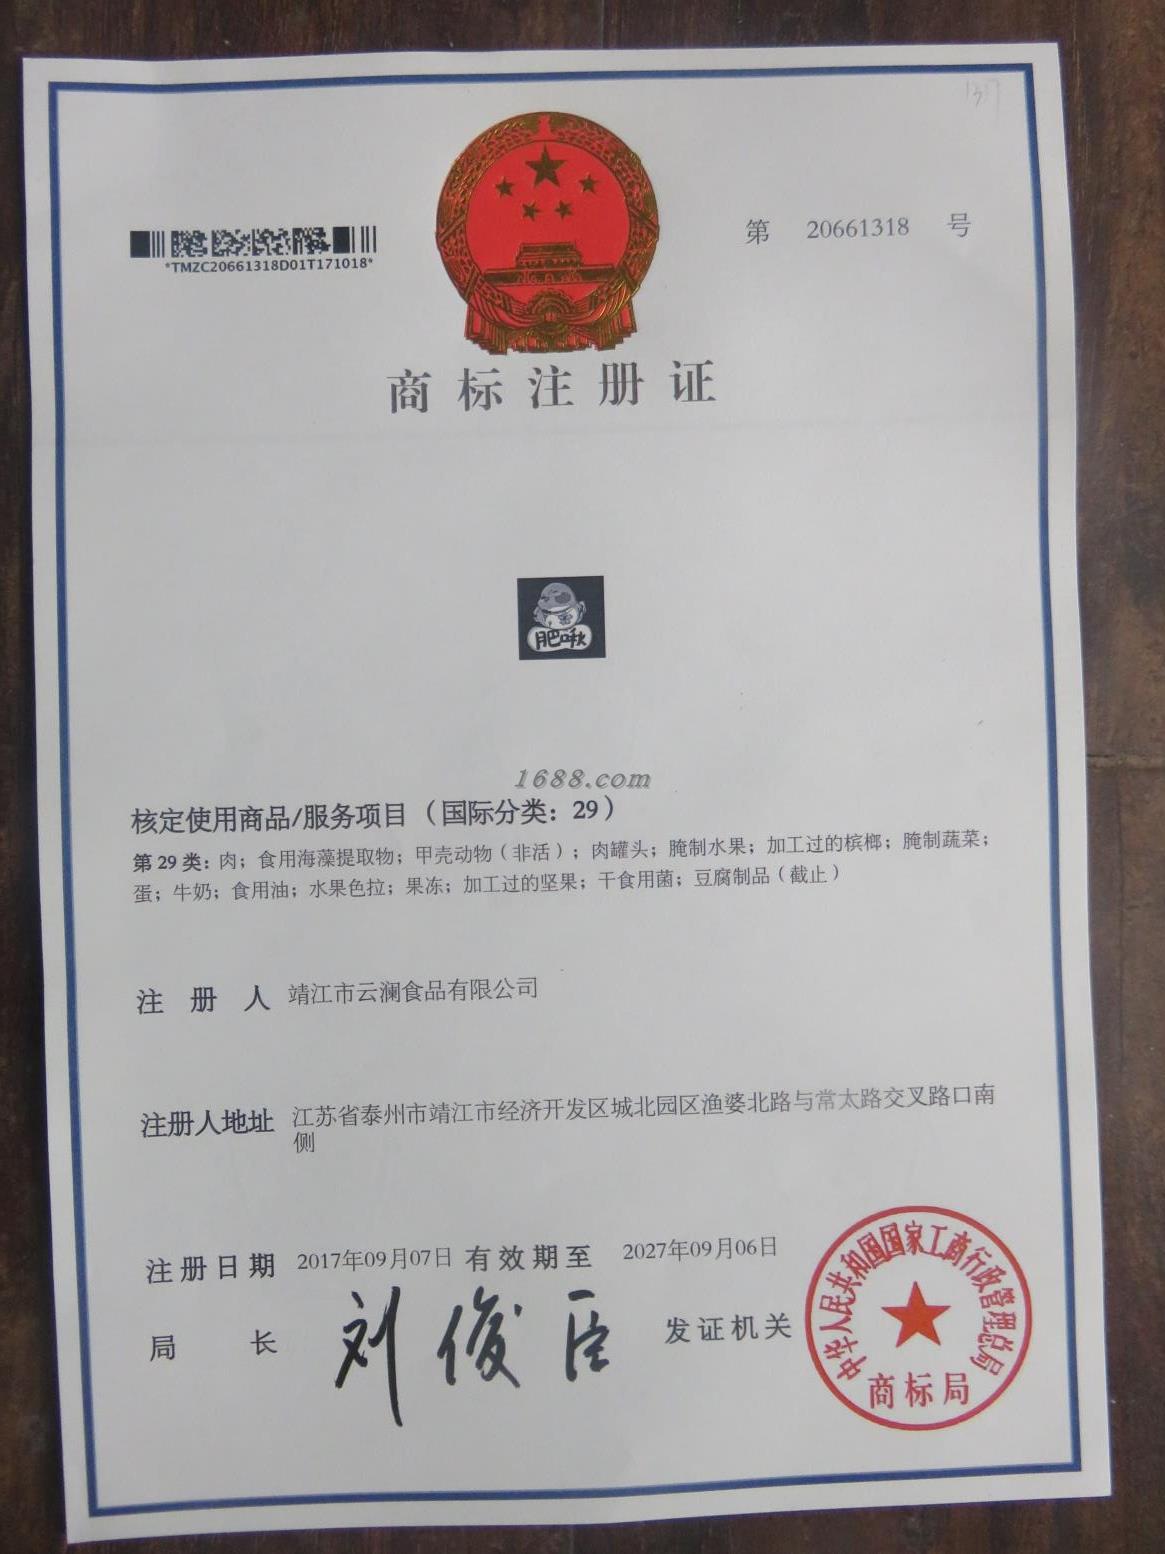 第 20661318 号
*TMZC20661318D01T171018*
商标注册证
肥啾
1688.com
核定使用商品/服务项目（国际分类：29）
第 29 类：肉；食用海藻提取物；甲壳动物（非活）；肉罐头；腌制水果；加工过的槟榔；腌制蔬菜；
蛋；牛奶；食用油；水果色拉；果冻；加工过的坚果；干食用菌；豆腐制品（截止）
注册人 靖江市云澜食品有限公司
注册人地址 江苏省泰州市靖江市经济开发区城北园区渔婆北路与常太路交叉路口南
侧
注册日期 2017年09月07日 有效期至 2027年09月06日
局长 刘俊臣 发证机关
中华人民共和国国家工商行政管理总局
商标局